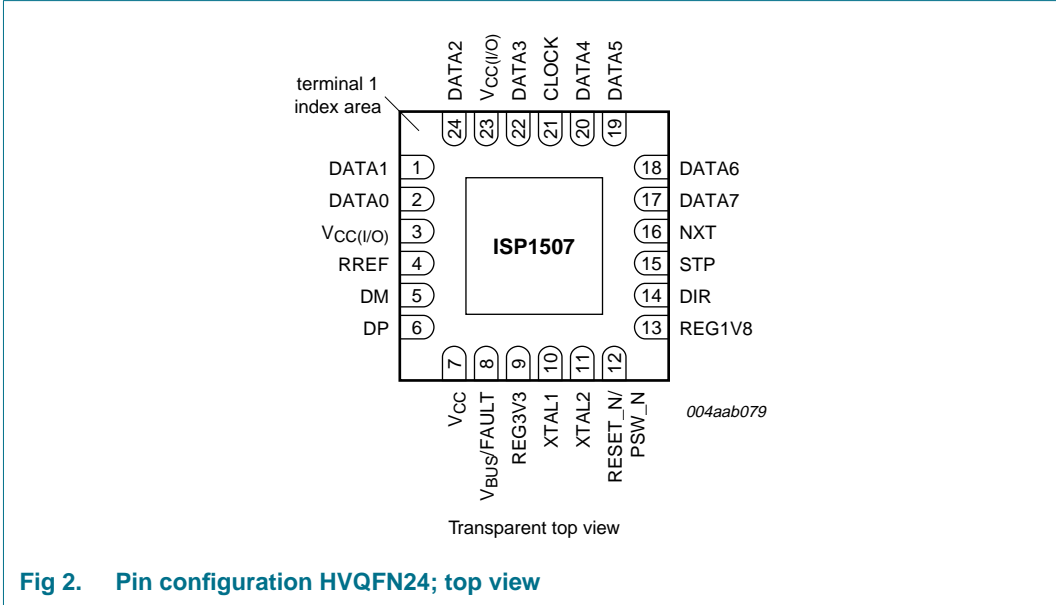 DATA2
VCC(I/O)
DATA3
CLOCK
DATA4
DATA5
terminal 1
index area
24
23
22
21
20
19
DATA1 1
DATA0 2
VCC(I/O) 3
RREF 4
DM 5
DP 6
ISP1507
18 DATA6
17 DATA7
16 NXT
15 STP
14 DIR
13 REG1V8
7
8
9
10
11
12
VCC
VBUS/FAULT
REG3V3
XTAL1
XTAL2
RESET_N/
PSW_N
004aab079
Transparent top view
Fig 2. Pin configuration HVQFN24; top view